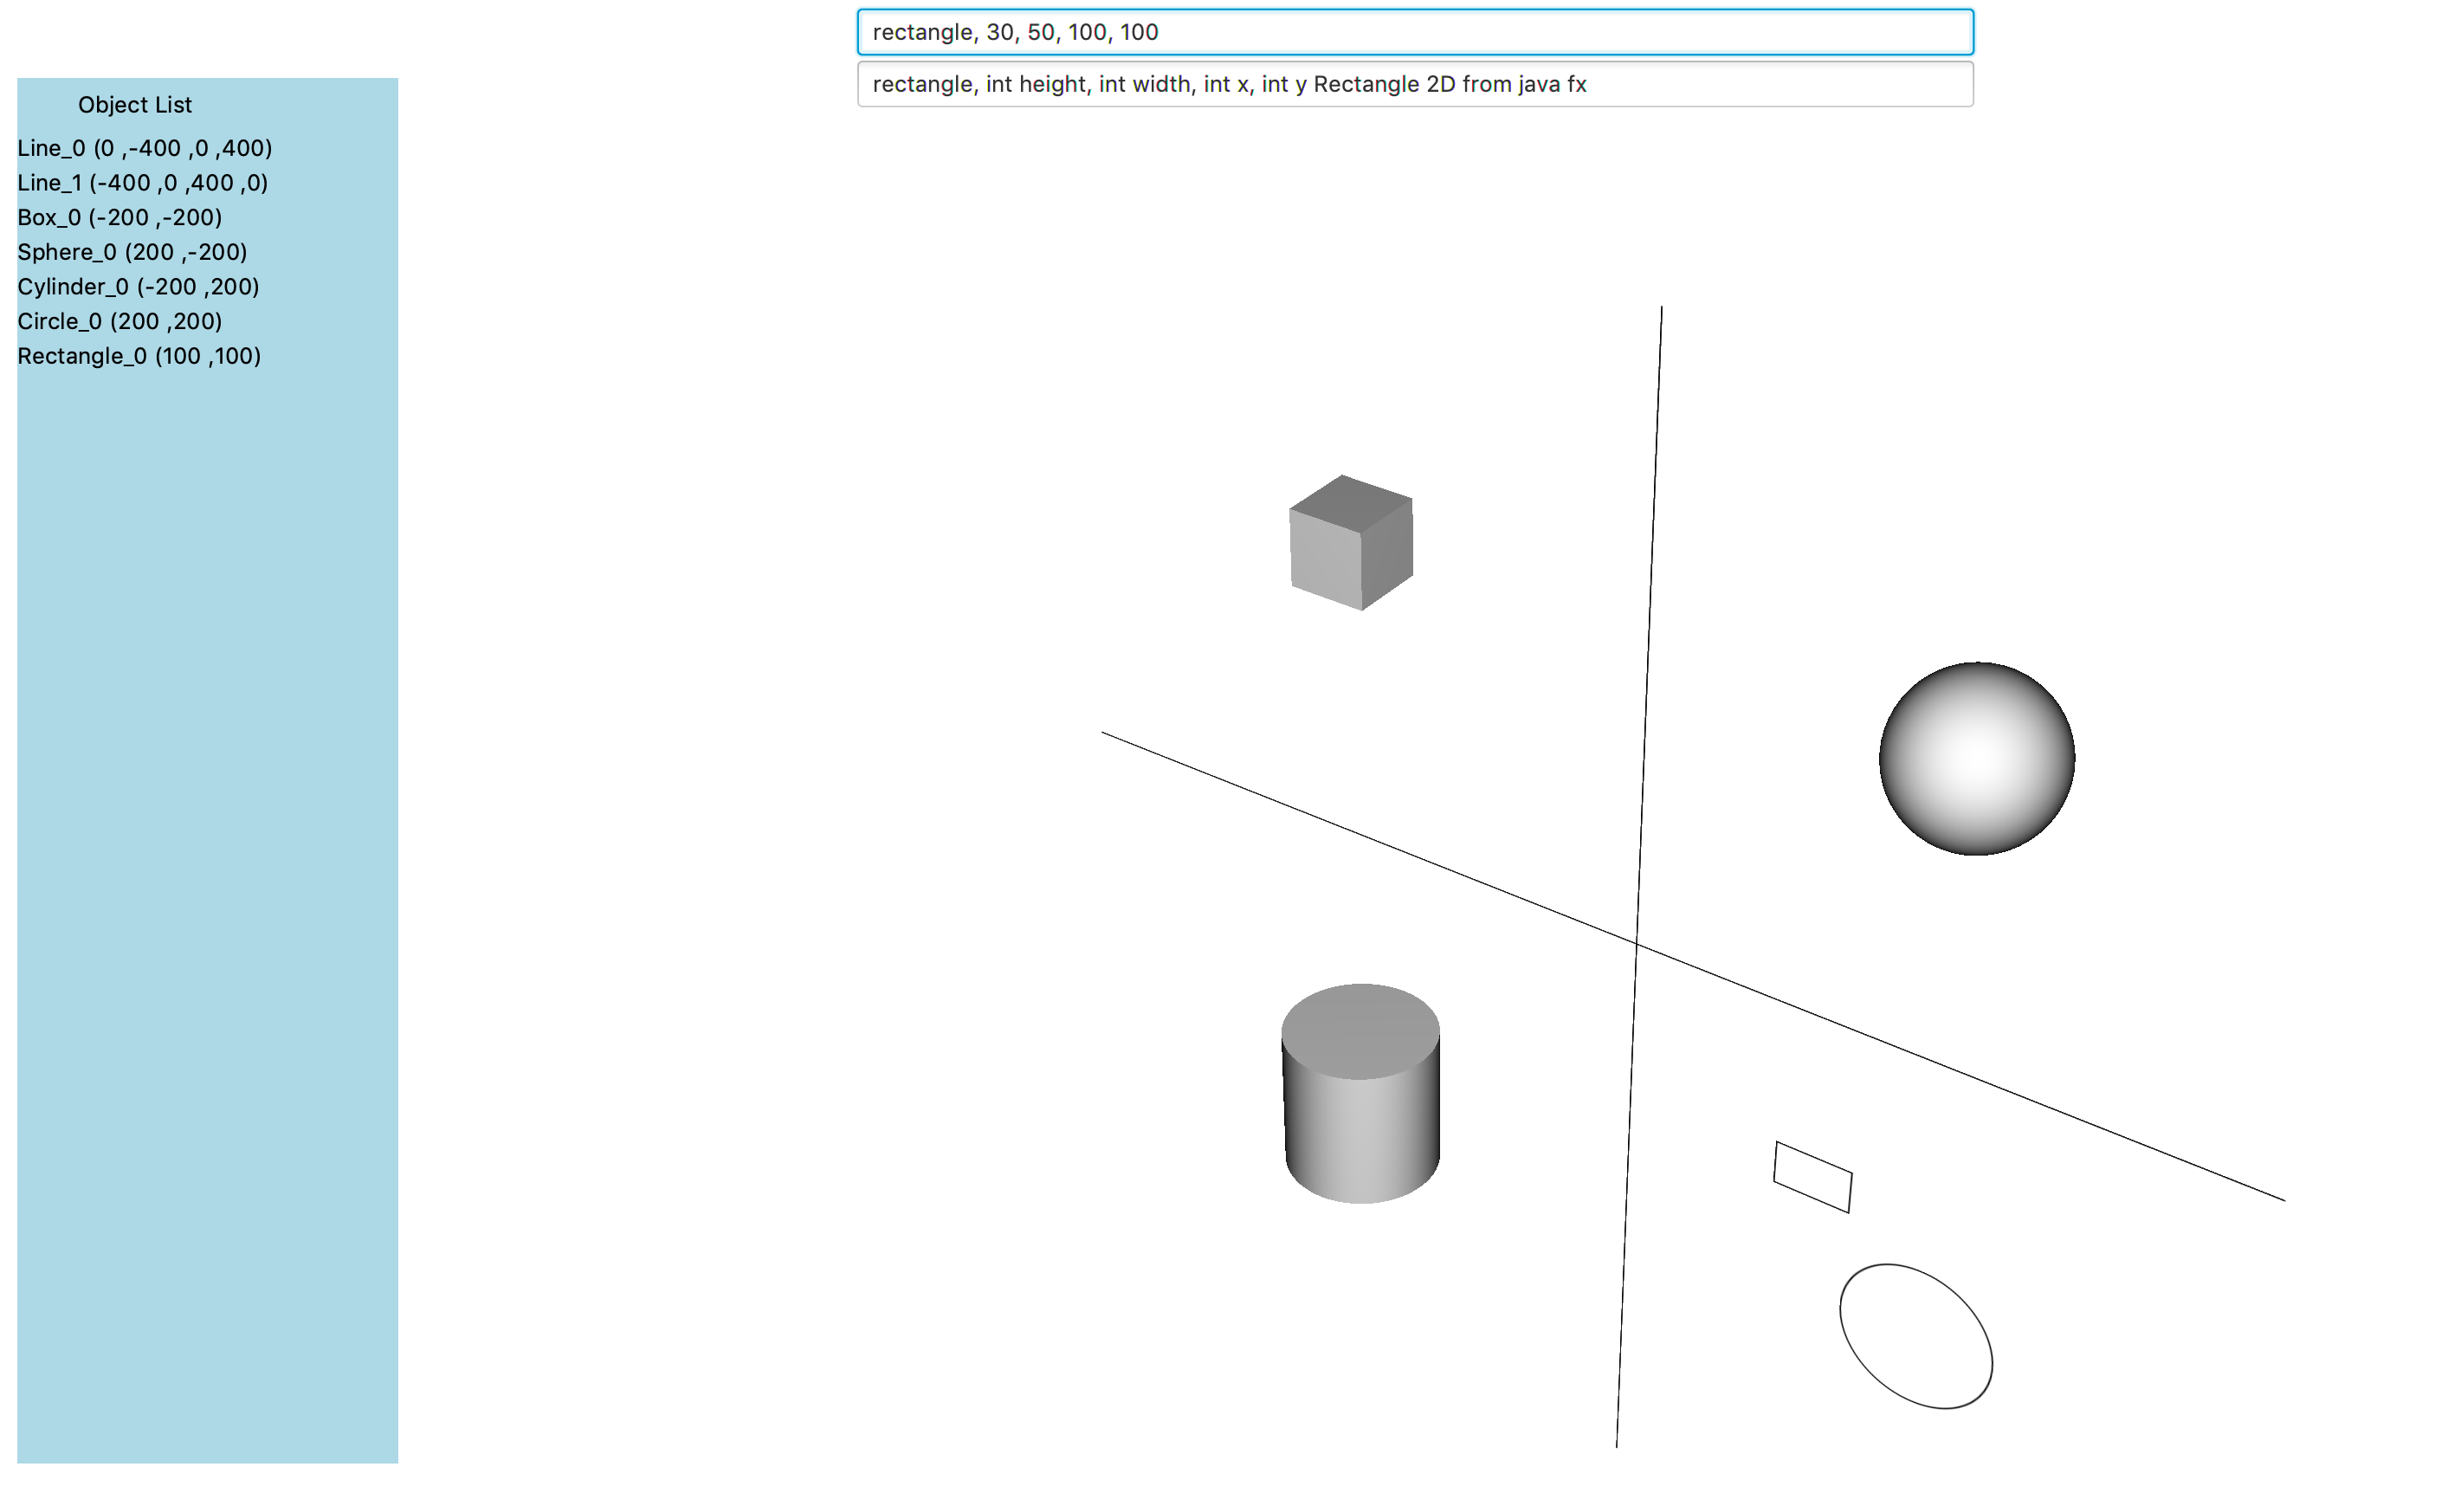 rectangle, 30, 50, 100, 100
rectangle, int height, int width, int x, int y Rectangle 2D from java fx
Object List
Line_0 (0 ,-400 ,0 ,400)
Line_1 (-400 ,0 ,400 ,0)
Box_0 (-200 ,-200)
Sphere_0 (200 ,-200)
Cylinder_0 (-200 ,200)
Circle_0 (200 ,200)
Rectangle_0 (100 ,100)